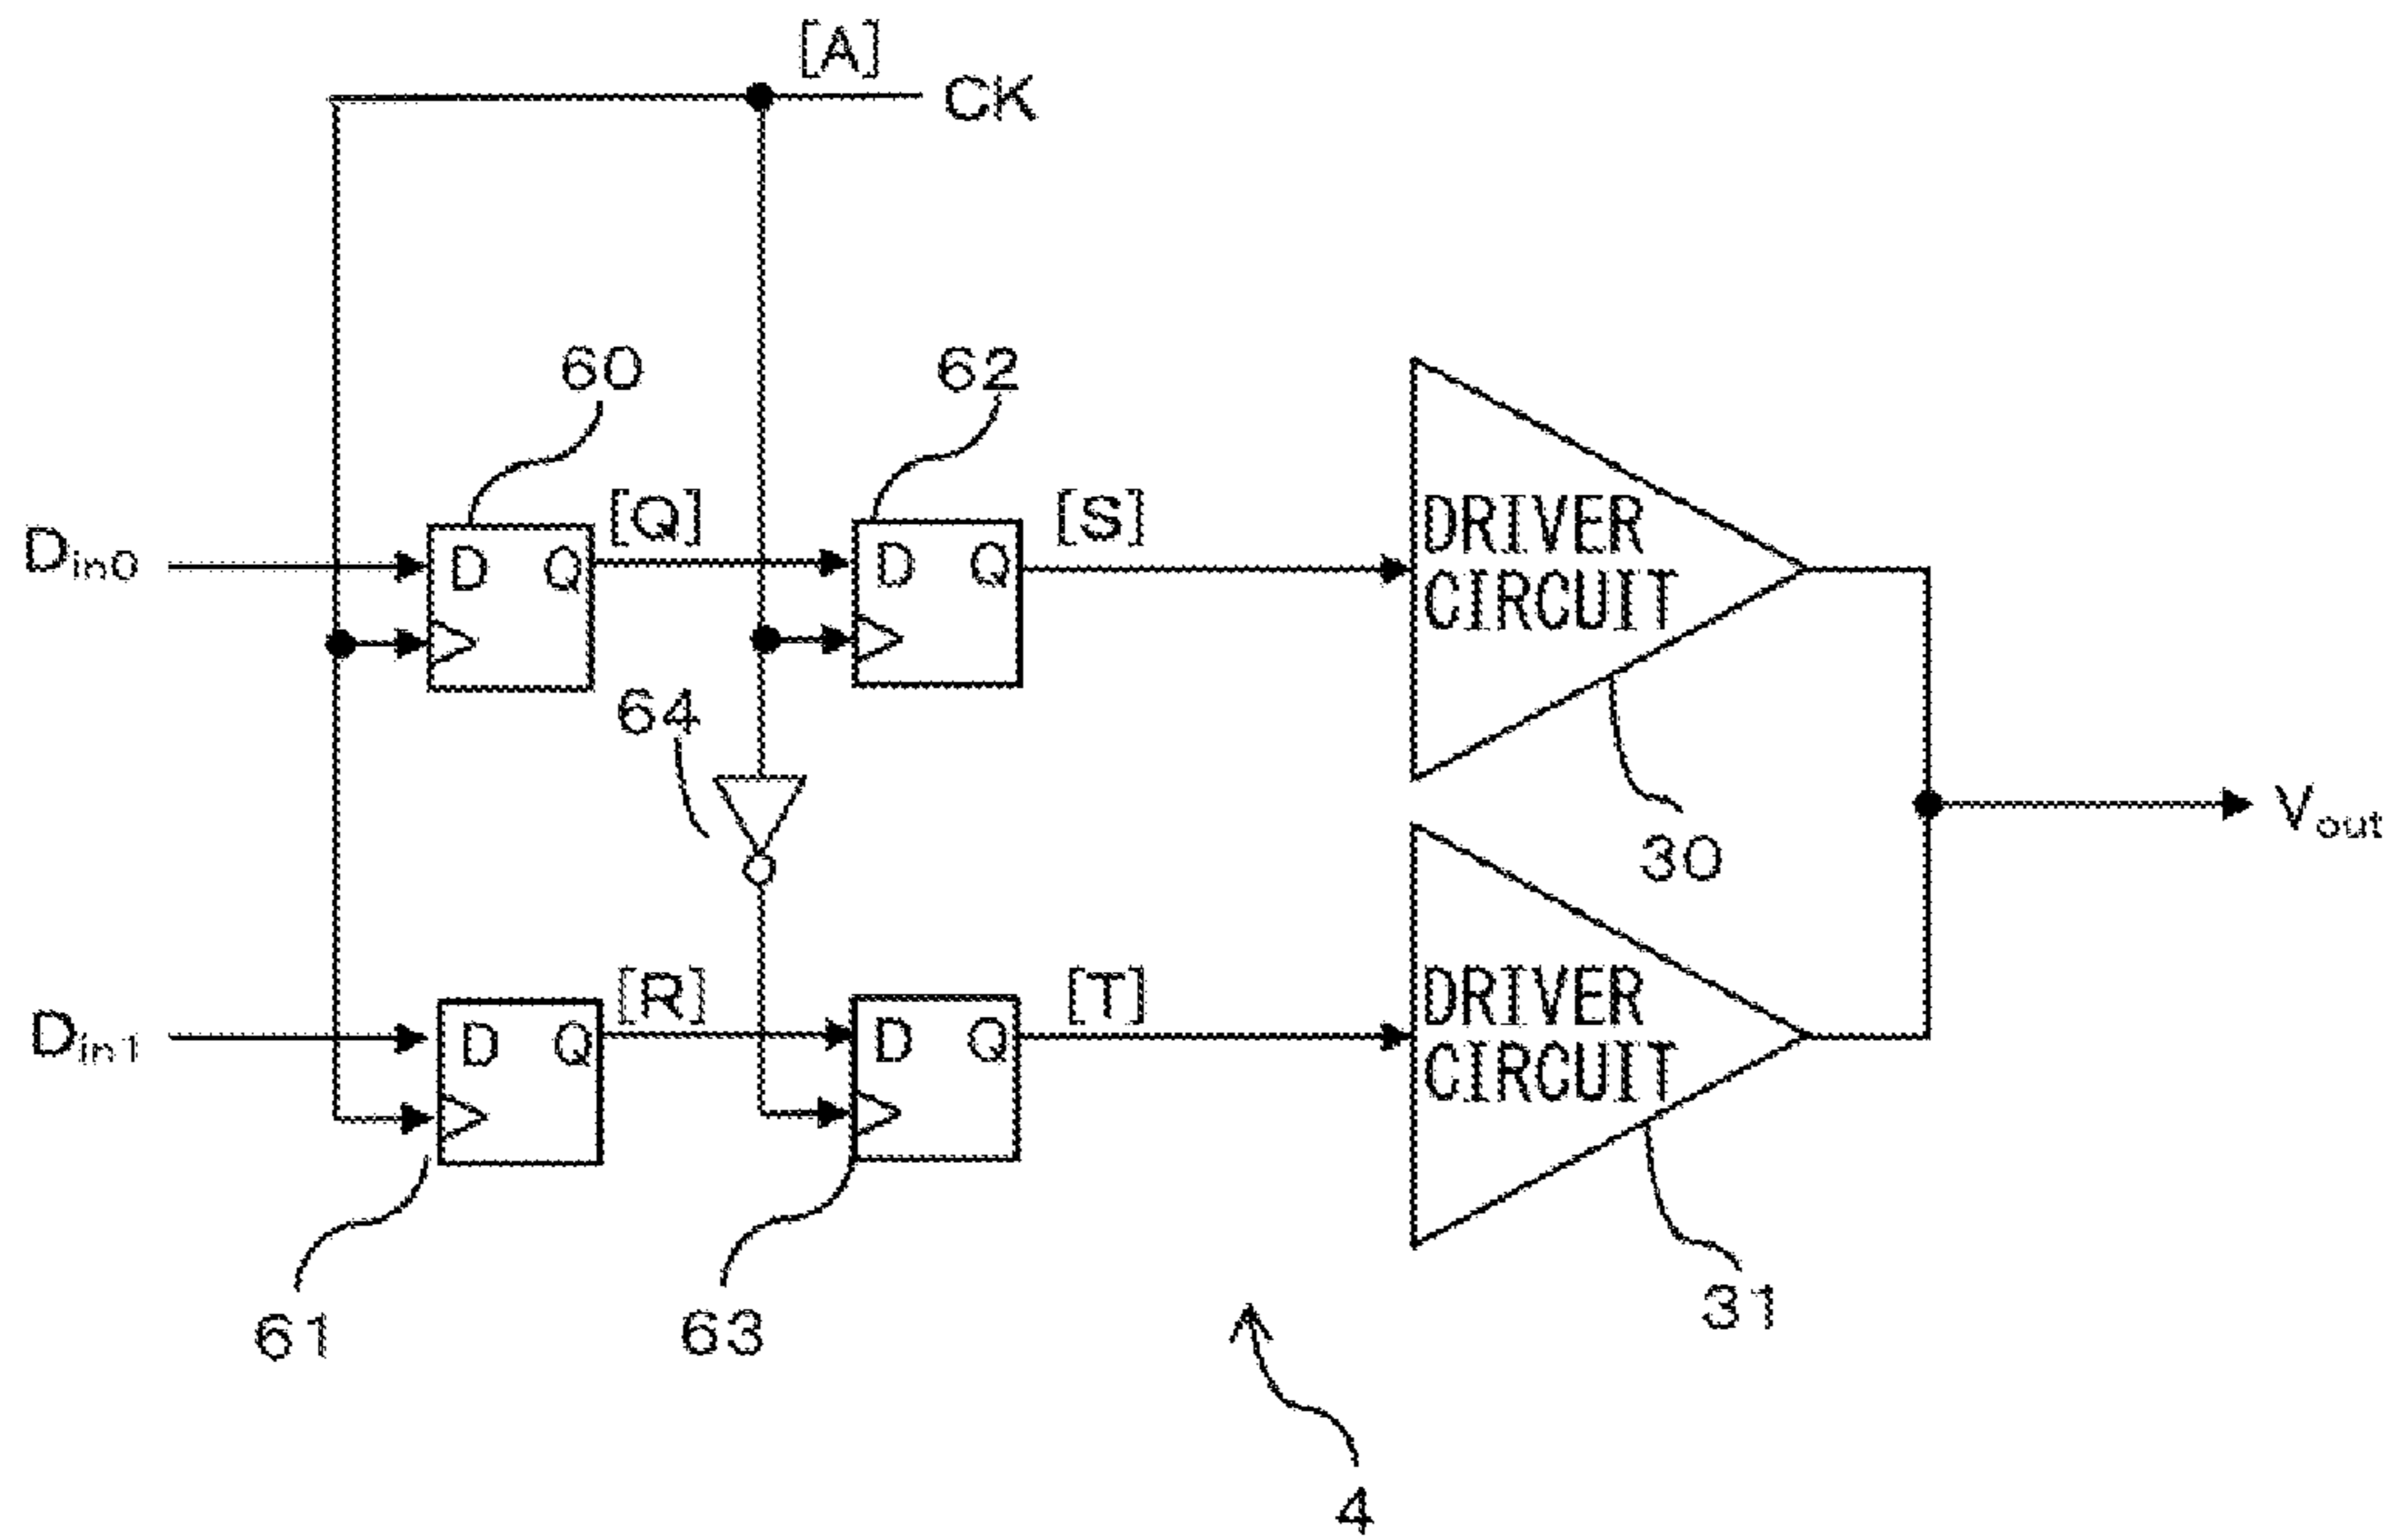 [A]
CK
60
62
[Q]
[S]
Din0
D Q
D Q
DRIVER
CIRCUIT
64
30
Vout
[R]
[T]
Din1
D Q
D Q
DRIVER
CIRCUIT
61
63
31
4